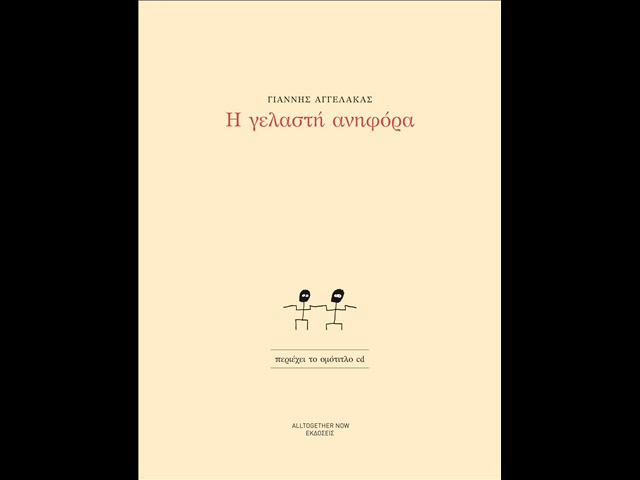 ΓΙΑΝΝΗΣ ΑΓΓΕΛΑΚΑΣ
Η γελαστή ανηφόρα
περιέχει το ομότιτλο cd
ALLTOGETHER NOW
ΕΚΔΟΣΕΙΣ